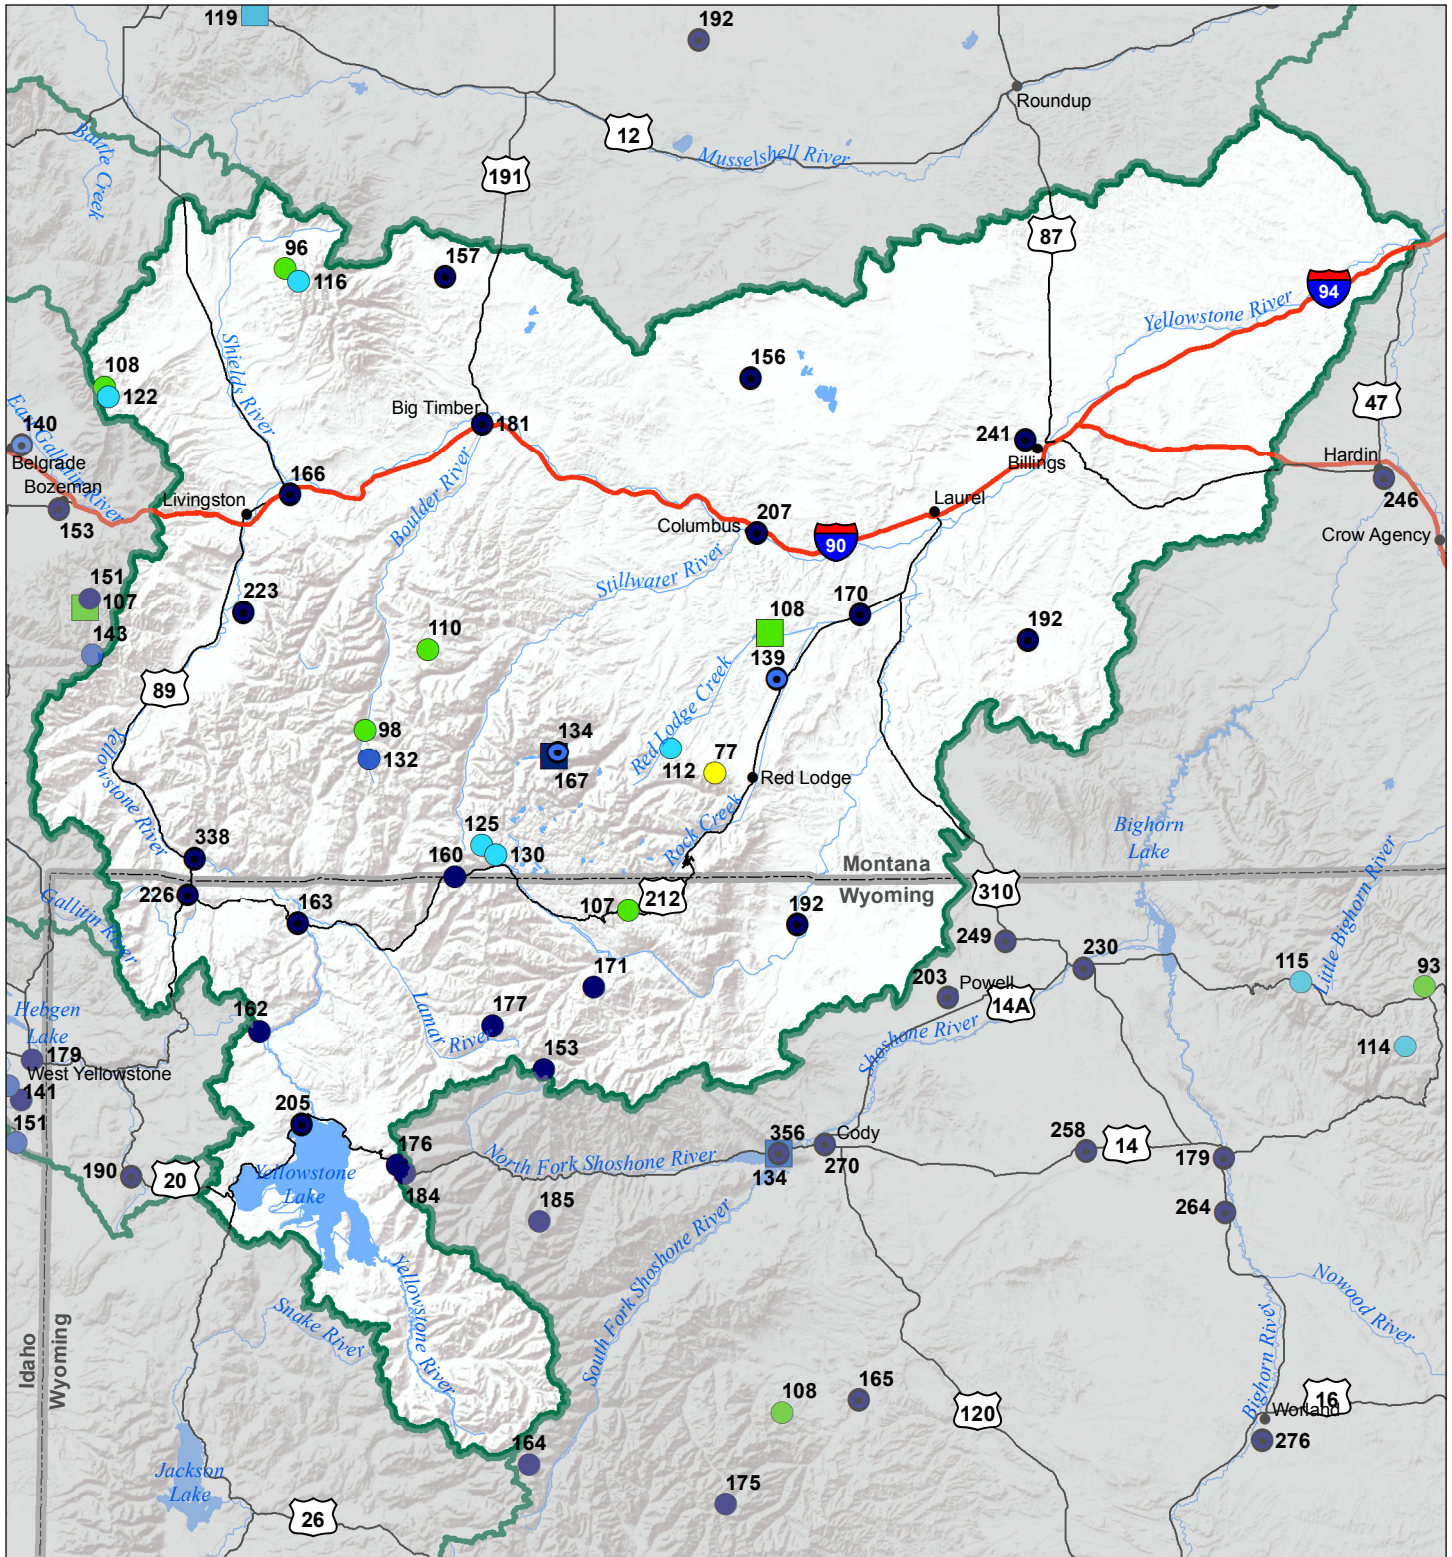 119
192
Roundup
12
Musselshell River
Battle
Creek
191
87
96
116
157
94
Yellowstone River
Shields River
108
122
156
47
Big Timber
181
East Gallatin River
140
Belgrade
Bozeman
153
241
Billings
Hardin
246
Crow Agency
166
Livingston
Boulder River
Laurel
Columbus
207
90
Stillwater River
151
107
143
223
110
108
170
192
139
89
Red Lodge Creek
98
132
134
167
112
77
Red Lodge
Yellowstone River
Rock Creek
125
130
338
160
Bighorn
Lake
Little Bighorn River
Montana
Wyoming
310
226
163
107
212
192
Gallitin River
249
230
203
Powell
14A
115
93
114
171
177
Lamar
River
153
162
Hebgen
Lake
179
West Yellowstone
141
151
Shoshone River
205
176
184
Yellowstone
Lake
190
20
North Fork Shoshone River
185
356
134
Cody
270
258
14
179
264
South Fork Shoshone River
Yellowstone River
Snake River
Nowood River
Bighorn River
Idaho
Wyoming
108
165
120
16
Worland
276
164
175
Jackson
Lake
26